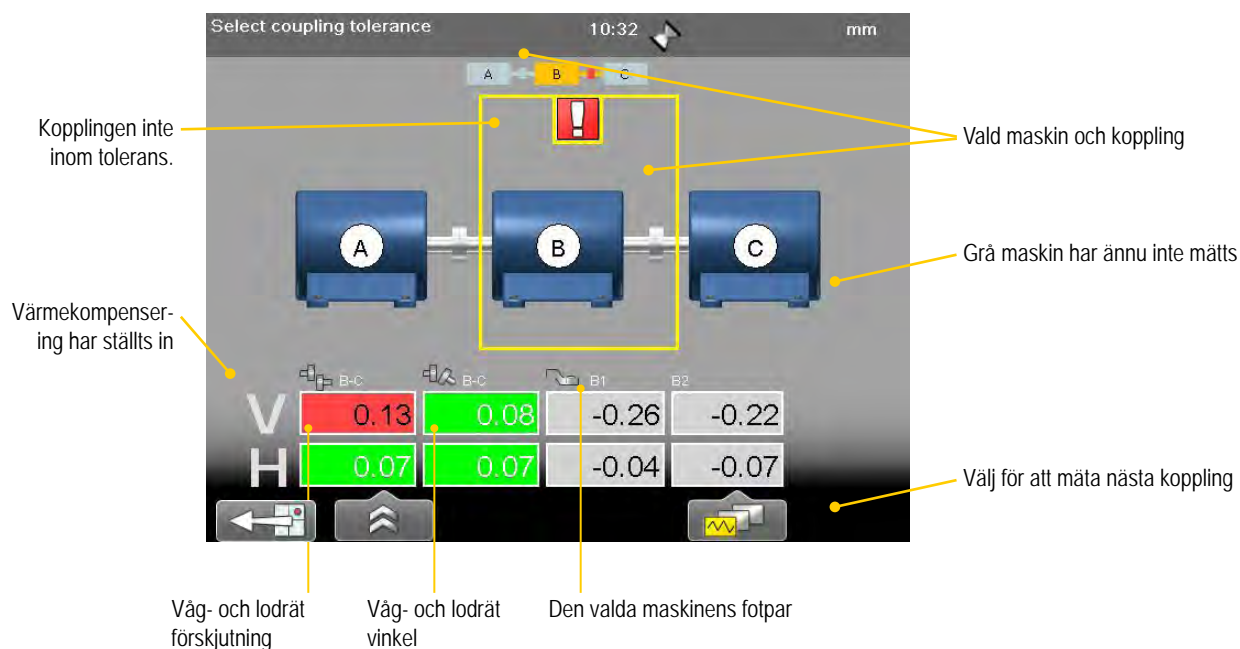 Select coupling tolerance 10:32 mm
A B C
Kopplingen inte
inom tolerans.
Vald maskin och koppling
A B C
Grå maskin har ännu inte mätts
Värmekompenser-
ing har ställts in
B-C B-C B1 B2
V 0.13 0.08 -0.26 -0.22
H 0.07 0.07 -0.04 -0.07
Välj för att mäta nästa koppling
Våg- och lodrät
förskjutning
Våg- och lodrät
vinkel
Den valda maskinens fotpar